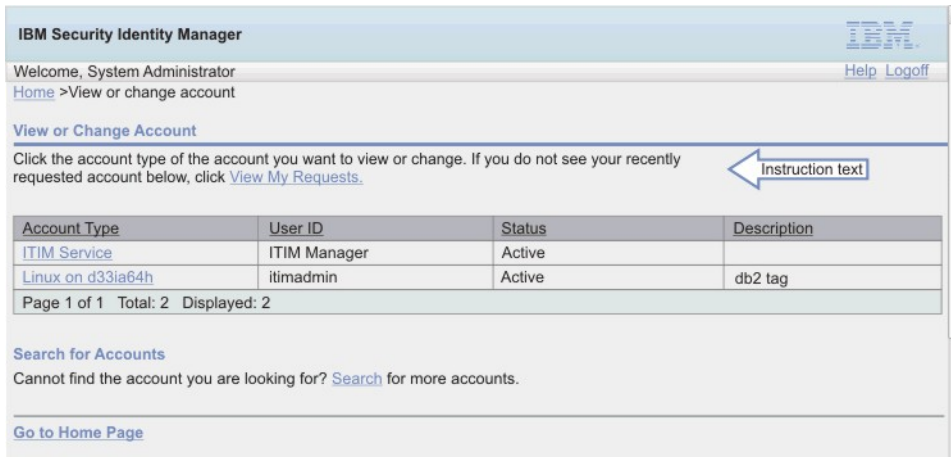 IBM Security Identity Manager
IBM.
Welcome, System Administrator
Help Logoff
Home >View or change account
View or Change Account
Click the account type of the account you want to view or change. If you do not see your recently
requested account below, click View My Requests.
Instruction text
Account Type User ID Status Description
ITIM Service ITIM Manager Active
Linux on d33ia64h itimadmin Active db2 tag
Page 1 of 1 Total: 2 Displayed: 2
Search for Accounts
Cannot find the account you are looking for? Search for more accounts.
Go to Home Page